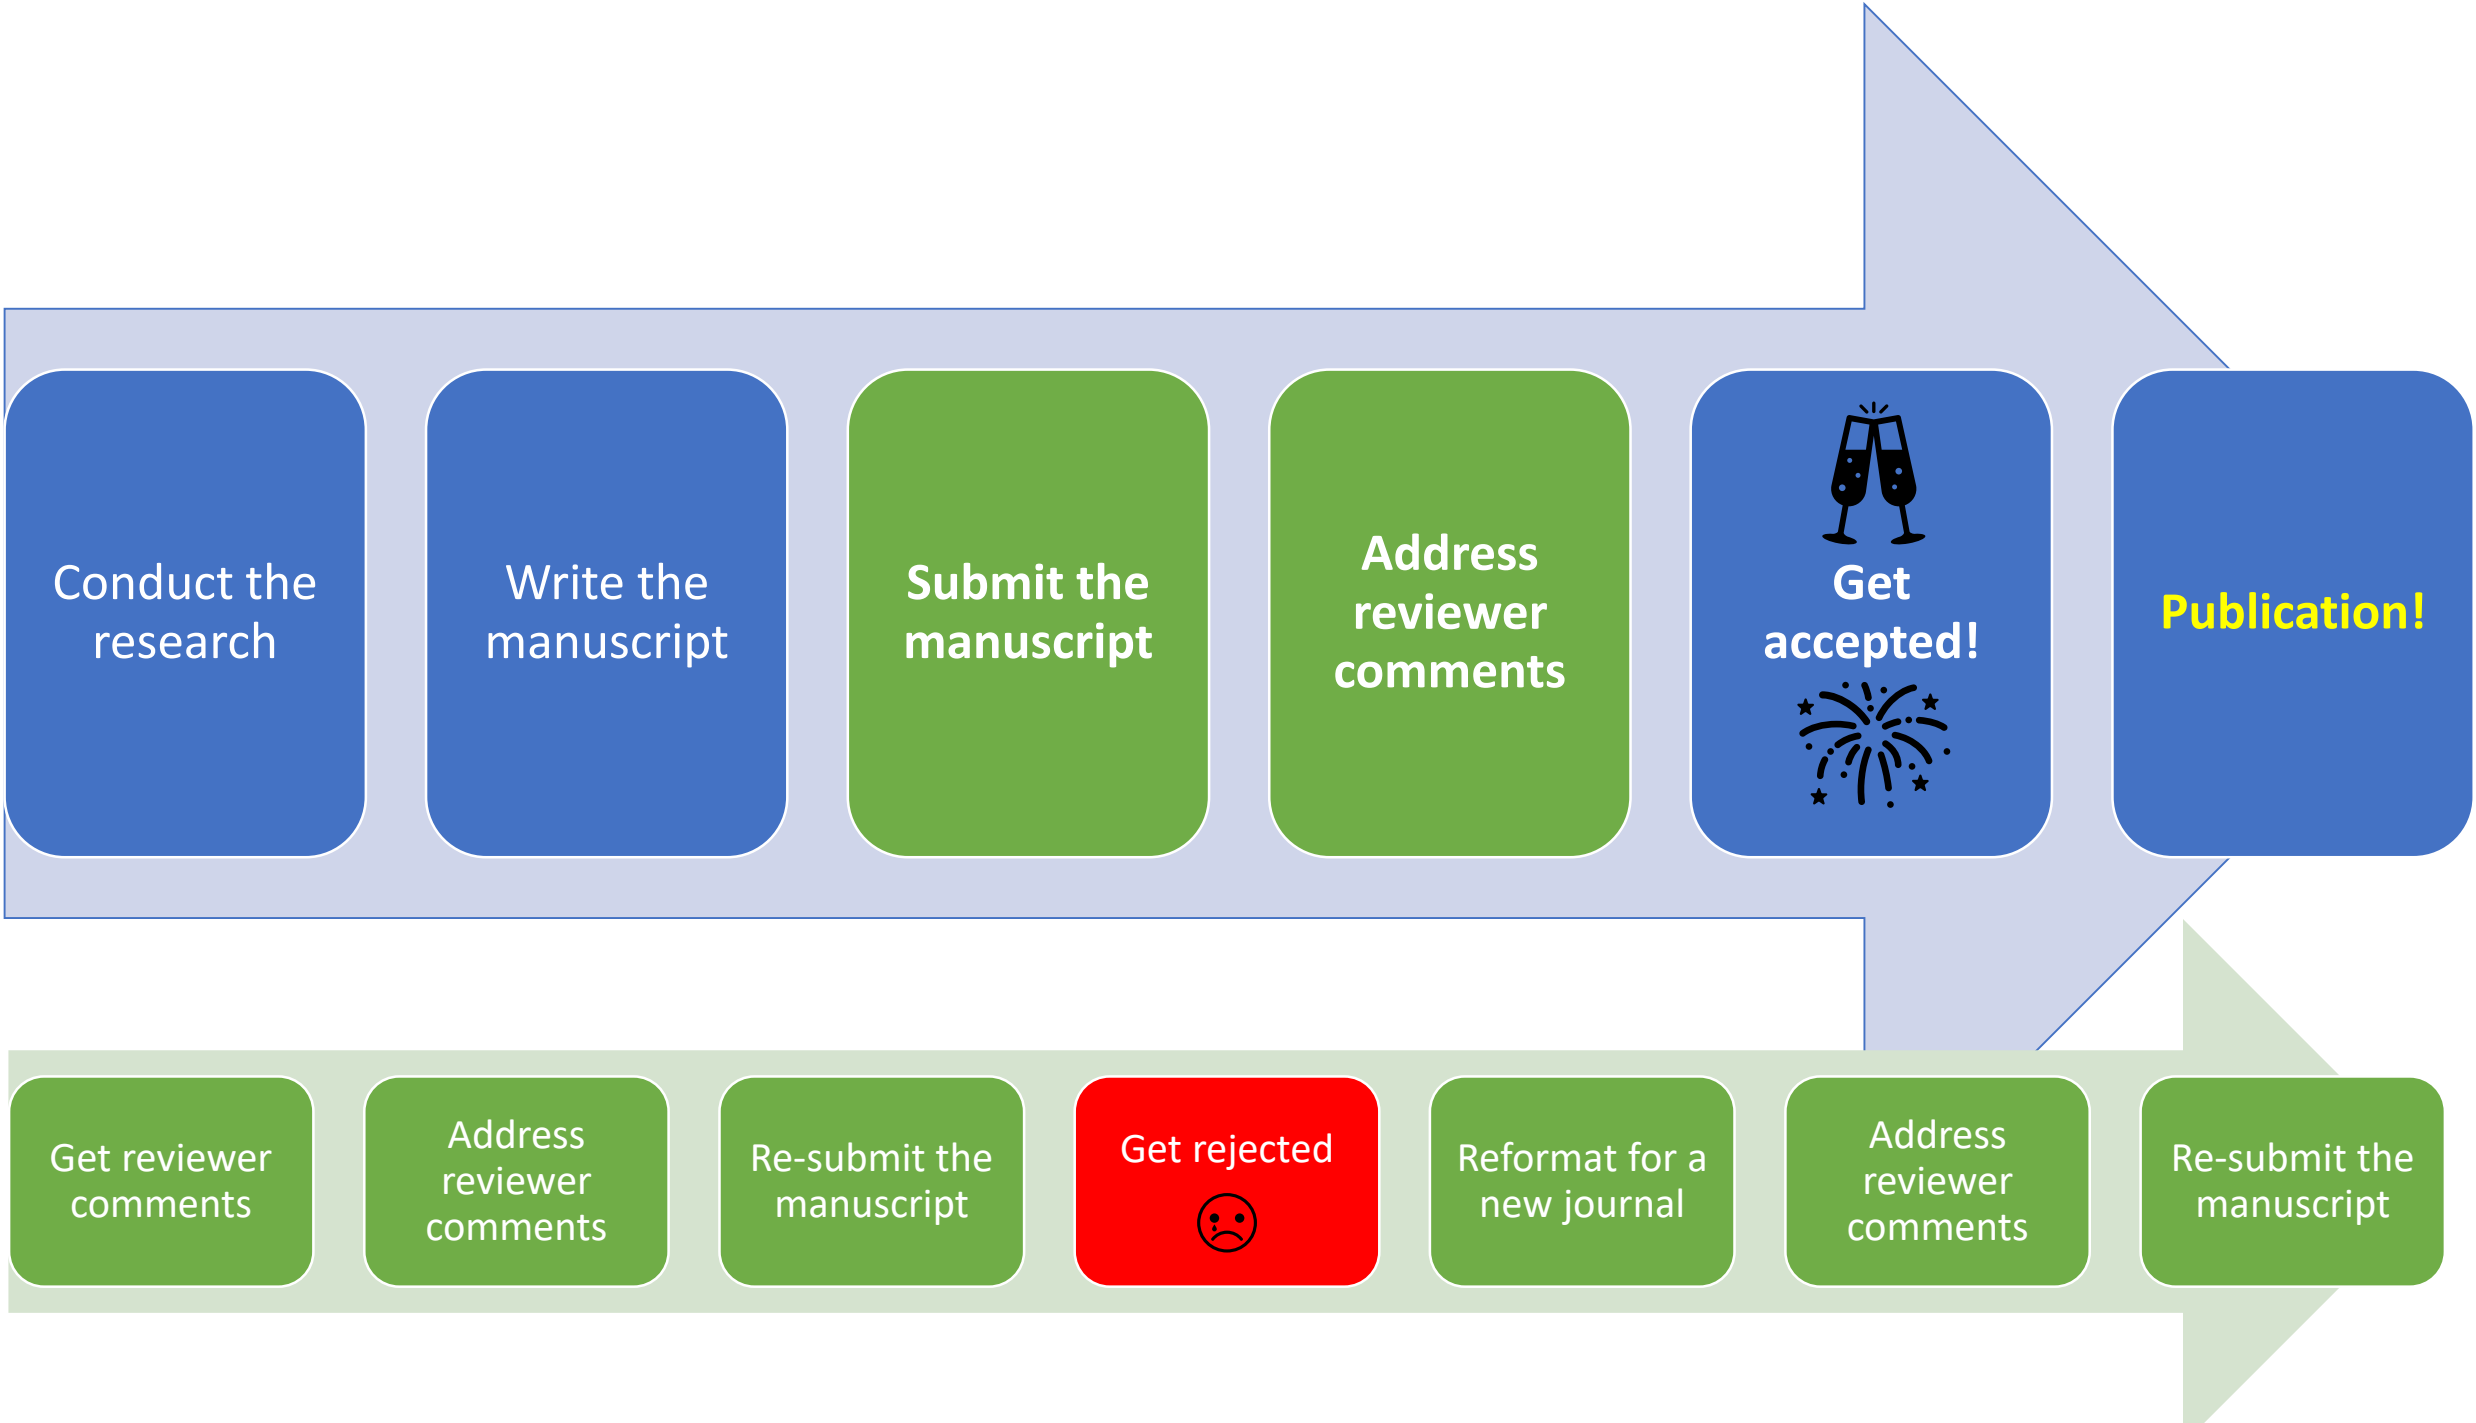 Conduct the
research
Write the
manuscript
Submit the
manuscript
Address
reviewer
comments
Get
accepted!
Publication!
Get reviewer
comments
Address
reviewer
comments
Re-submit the
manuscript
Get rejected
Reformat for a
new journal
Address
reviewer
comments
Re-submit the
manuscript